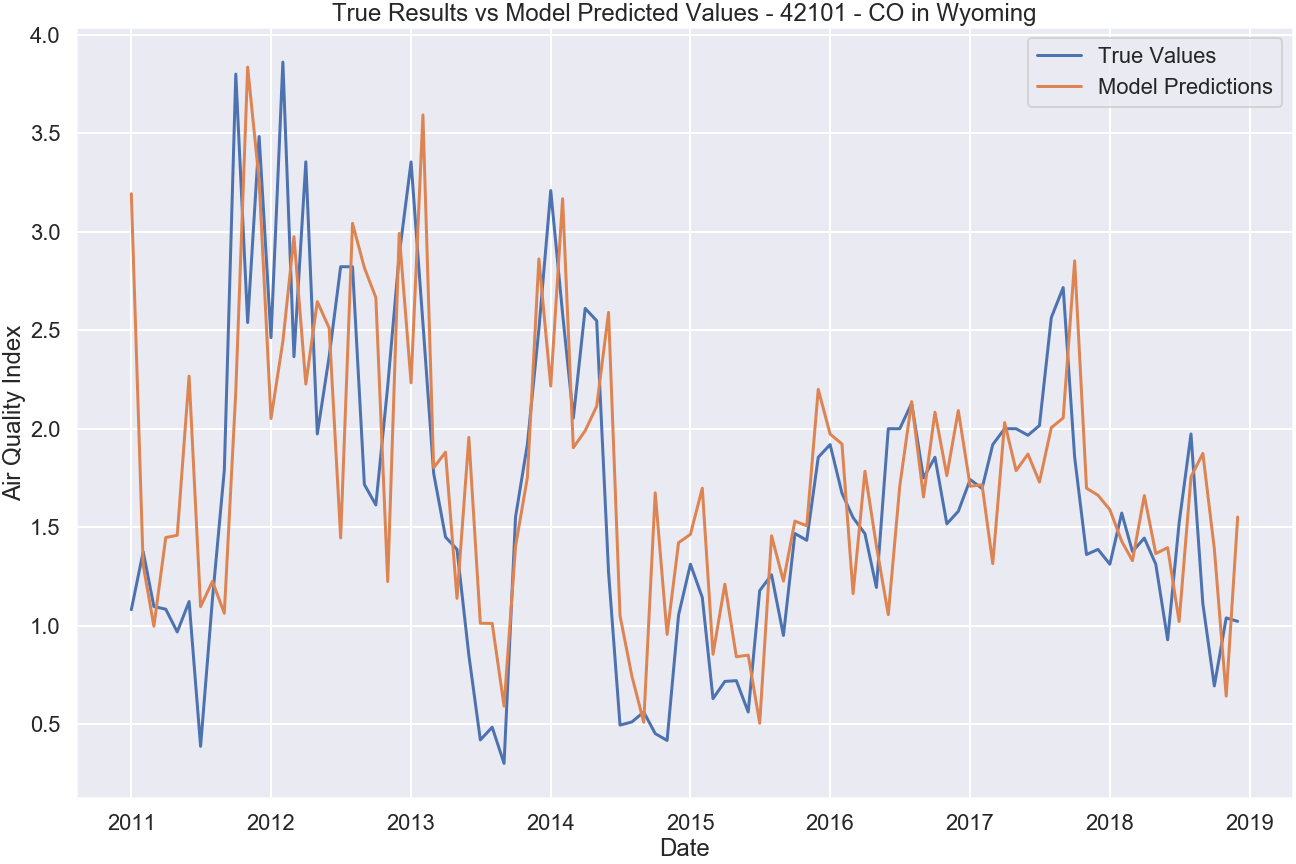 True Results vs Model Predicted Values - 42101 - CO in Wyoming
4.0
3.5
3.0
2.5
2.0
1.5
1.0
0.5
Air Quality Index
True Values
Model Predictions
2011 2012 2013 2014 2015 2016 2017 2018 2019
Date